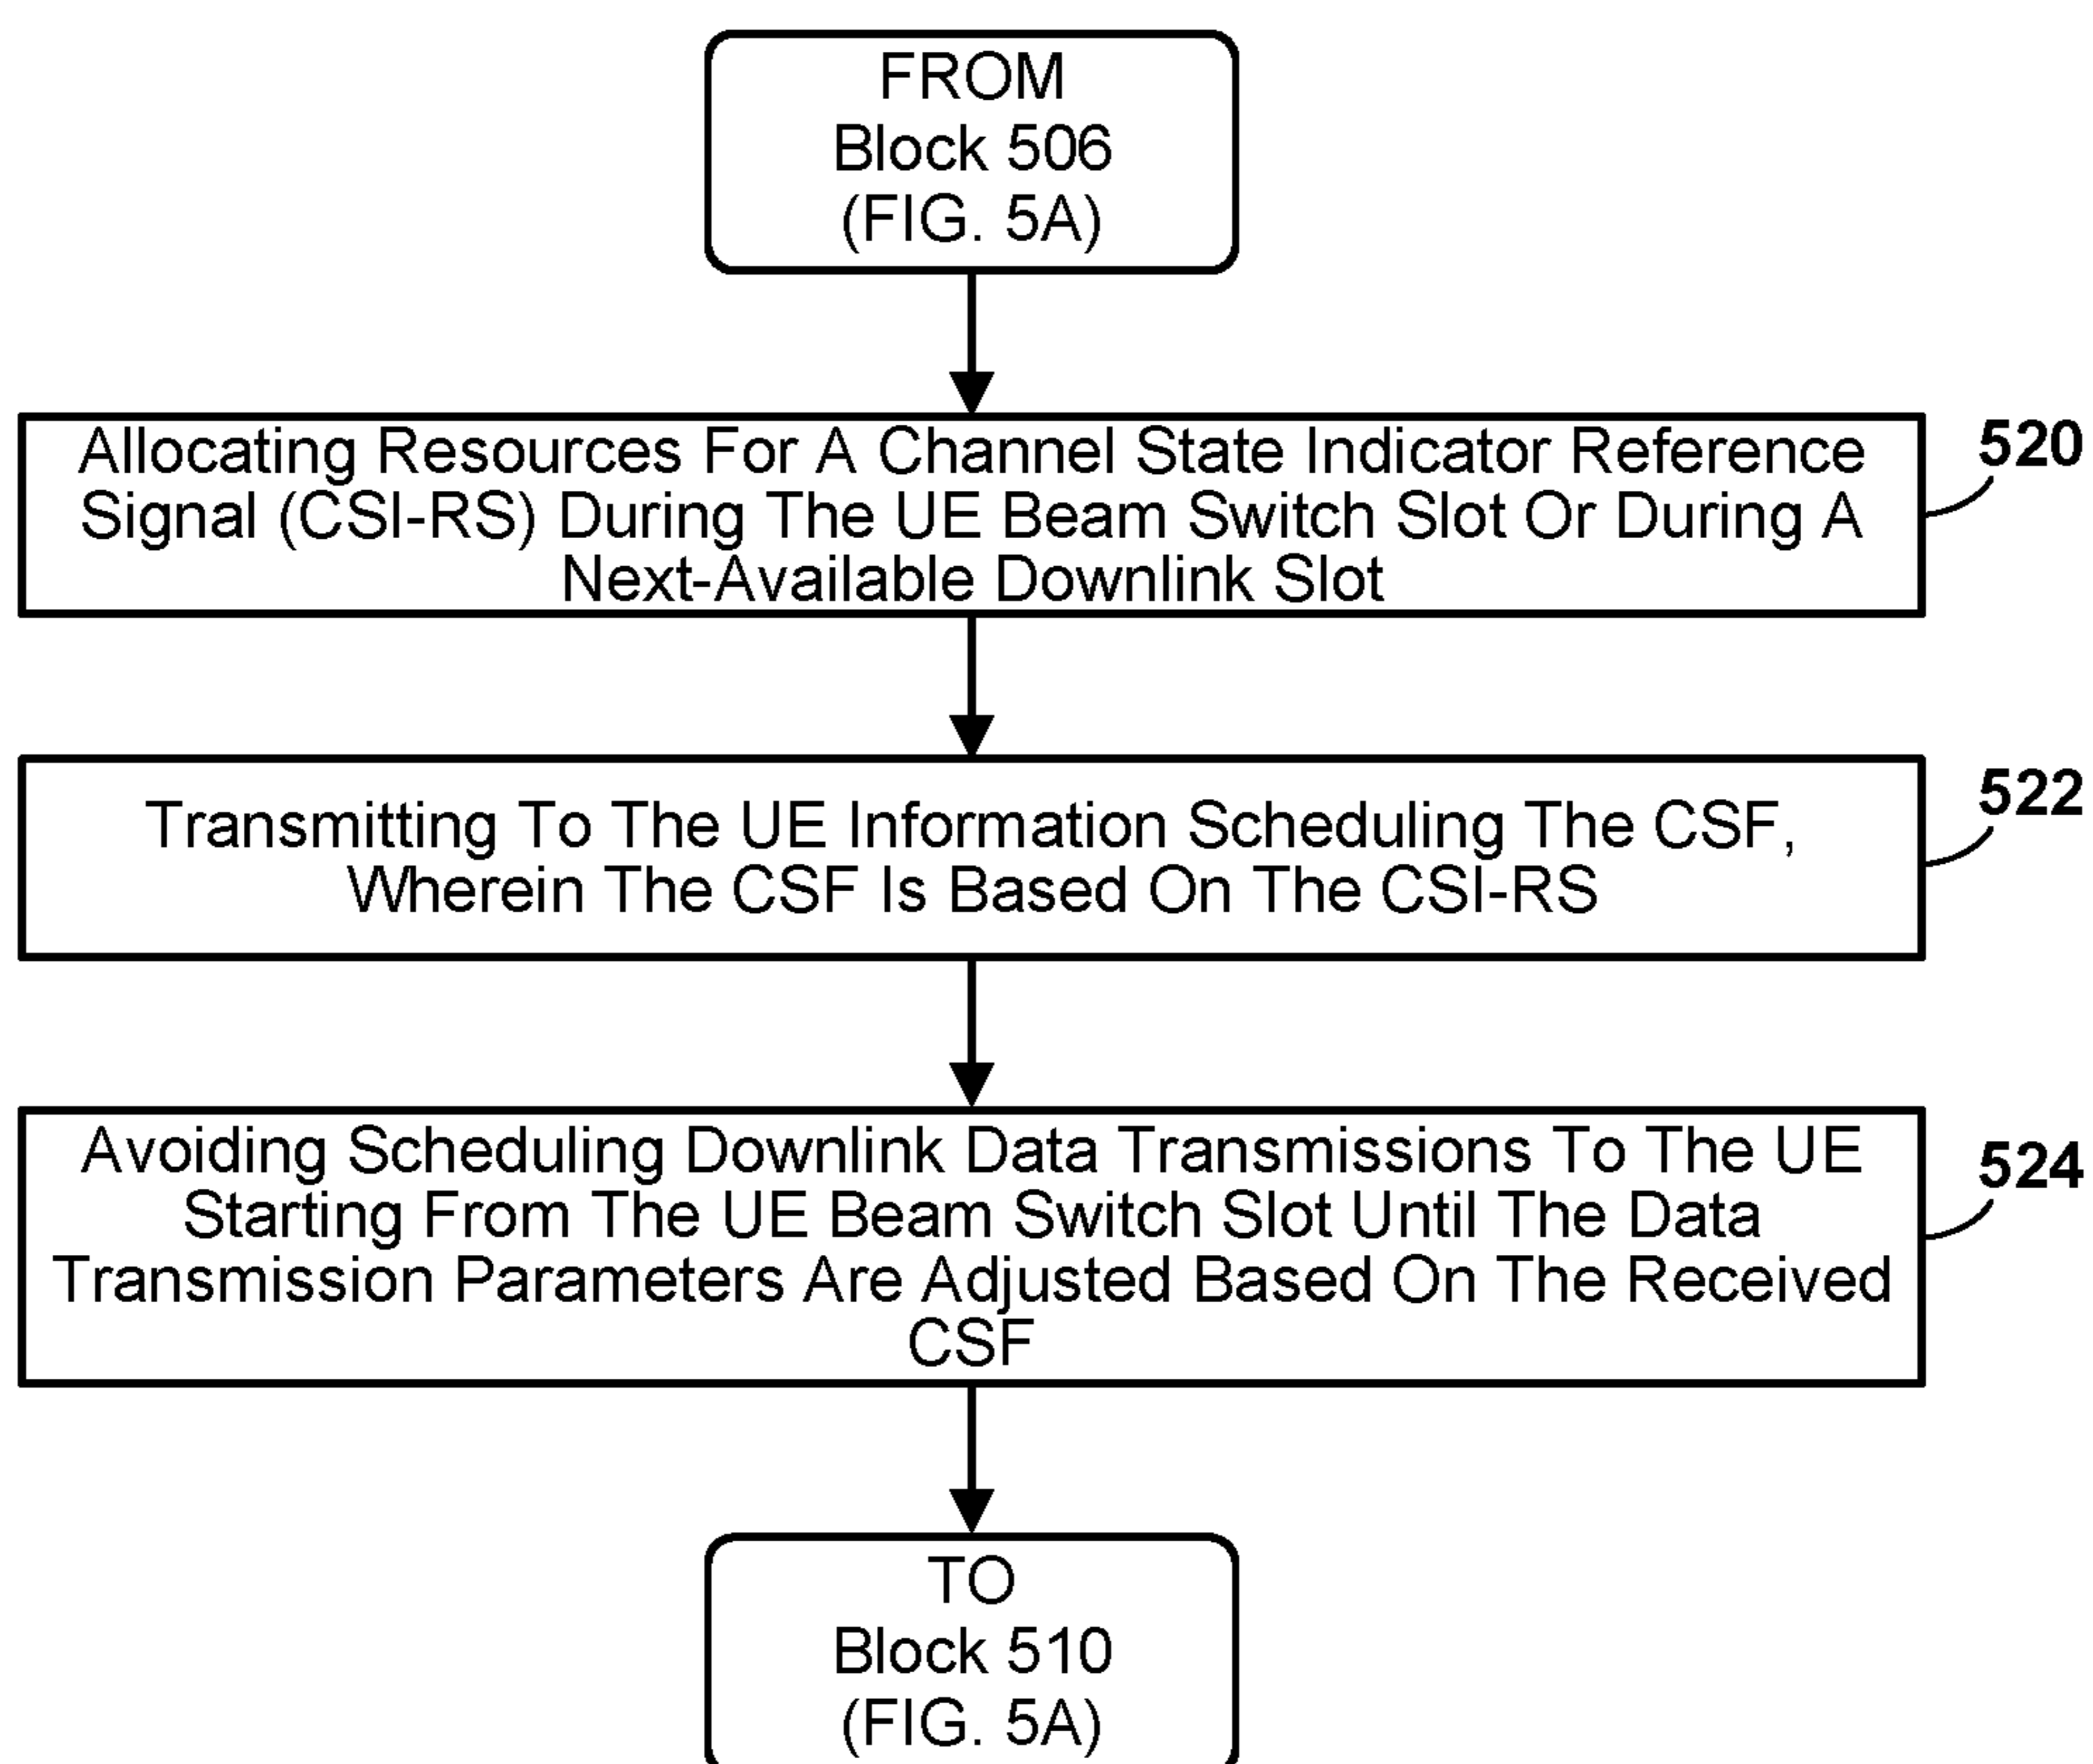 FROM
Block 506
(FIG. 5A)
Allocating Resources For A Channel State Indicator Reference
Signal (CSI-RS) During The UE Beam Switch Slot Or During A
Next-Available Downlink Slot
520
Transmitting To The UE Information Scheduling The CSF,
Wherein The CSF Is Based On The CSI-RS
522
Avoiding Scheduling Downlink Data Transmissions To The UE
Starting From The UE Beam Switch Slot Until The Data
Transmission Parameters Are Adjusted Based On The Received
CSF
524
TO
Block 510
(FIG. 5A)